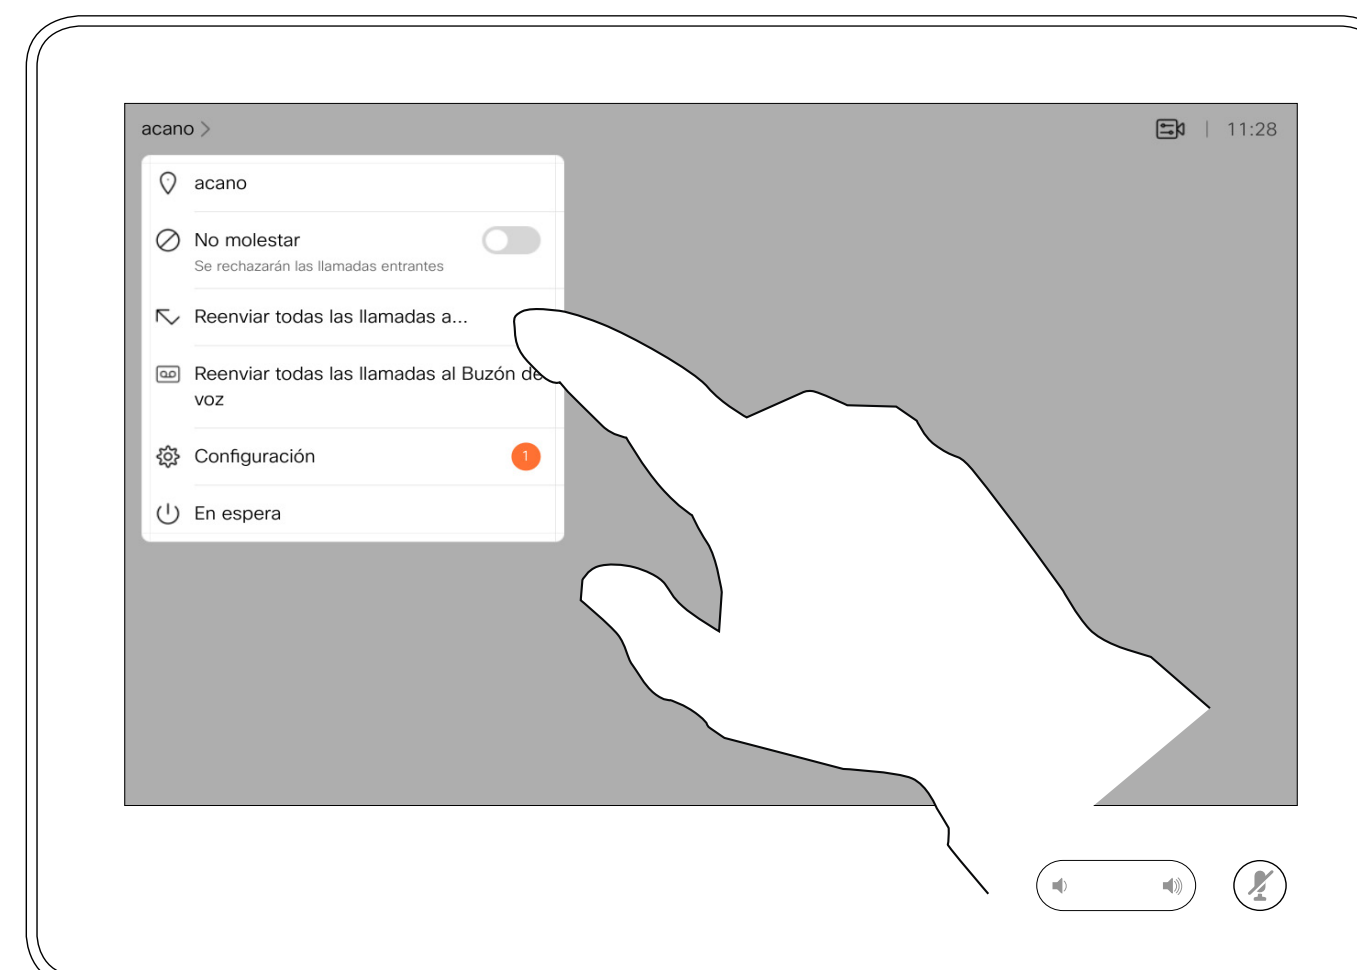 acano
11:28
acano
No molestar
Se rechazarán las llamadas entrantes
Reenviar todas las llamadas a...
Reenviar todas las llamadas al Buzón de
voz
Configuración
1
En espera